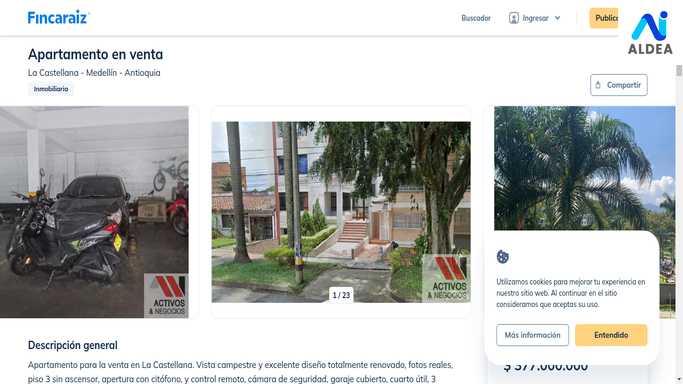 Fincaraiz
Buscador
Ingresar
Publica
ALDEA
Apartamento en venta
La Castellana - Medellín - Antioquia
Inmobiliario
Compartir
ACTIVOS
& NEGOCIOS
ACTIVOS
& NEGOCIOS
1 / 23
Utilizamos cookies para mejorar tu experiencia en
nuestro sitio web. Al continuar en el sitio
consideramos que aceptas su uso.
Más información
Entendido
$ 377.000.000
Descripción general
Apartamento para la venta en La Castellana. Vista campestre y excelente diseño totalmente renovado, fotos reales,
piso 3 sin ascensor, apertura con citófono, y control remoto, cámara de seguridad, garaje cubierto, cuarto útil, 3